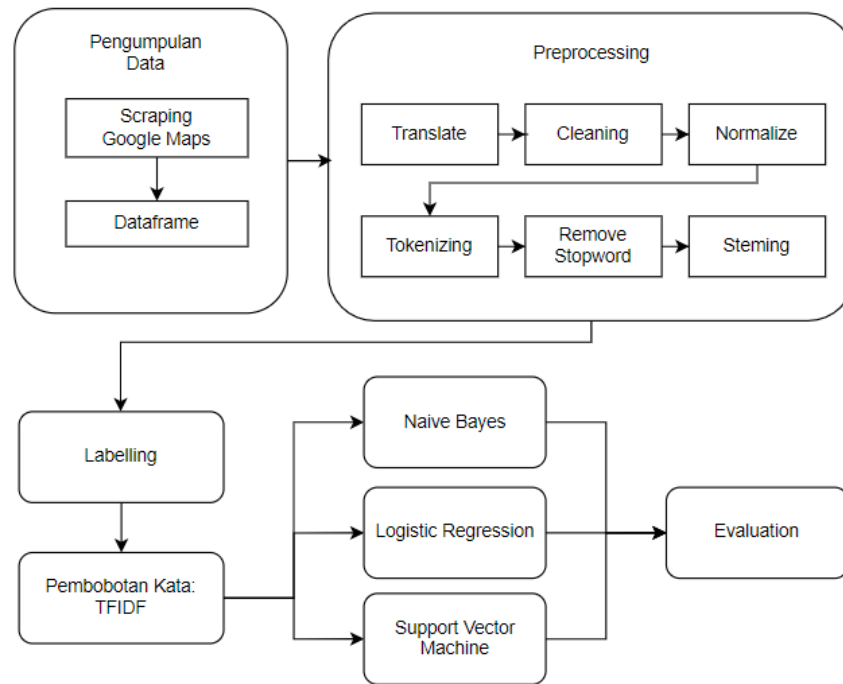 Pengumpulan
Data
Scraping
Google Maps
Dataframe
Preprocessing
Translate
Cleaning
Normalize
Tokenizing
Remove
Stopword
Steming
Labelling
Pembobotan Kata:
TFIDF
Naive Bayes
Logistic Regression
Support Vector
Machine
Evaluation